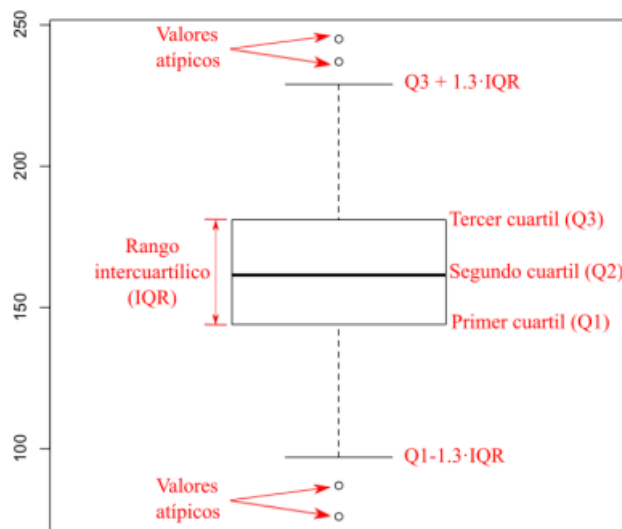 250
Valores
atípicos
Q3 + 1.3·IQR
200
Tercer cuartil (Q3)
Rango
intercuartílico
(IQR)
Segundo cuartil (Q2)
150
Primer cuartil (Q1)
100
Q1-1.3·IQR
Valores
atípicos